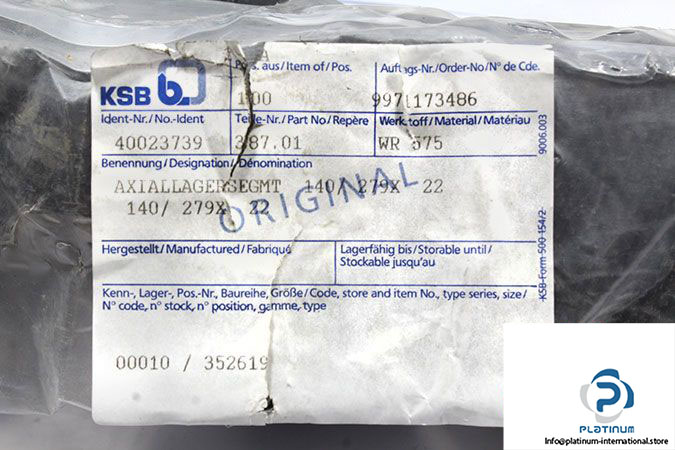 KSB
Pos. aus/Item of/Pos.
100
Auftrags-Nr./Order-No/N° de Cde.
9971173486
Ident-Nr./No.-Ident
40023739
Teile-Nr./Part No/Repère
387.01
Werkstoff/Material/Matériau
WR 575
9006.003
Benennung/Designation/Dénomination
AXIALLAGERSEGMT 140/ 279X 22
140/ 279X 22
ORIGINAL
Hergestellt/Manufactured/Fabriqué
Lagerfähig bis/Storable until/
Stockable jusqu'au
KSB-Form 500 154/2
Kenn-, Lager-, Pos.-Nr., Baureihe, Größe/Code, store and item No., type series, size/
N° code, n° stock, n° position, gamme, type
00010 / 352619
PLATINUM
Info@platinum-international.store